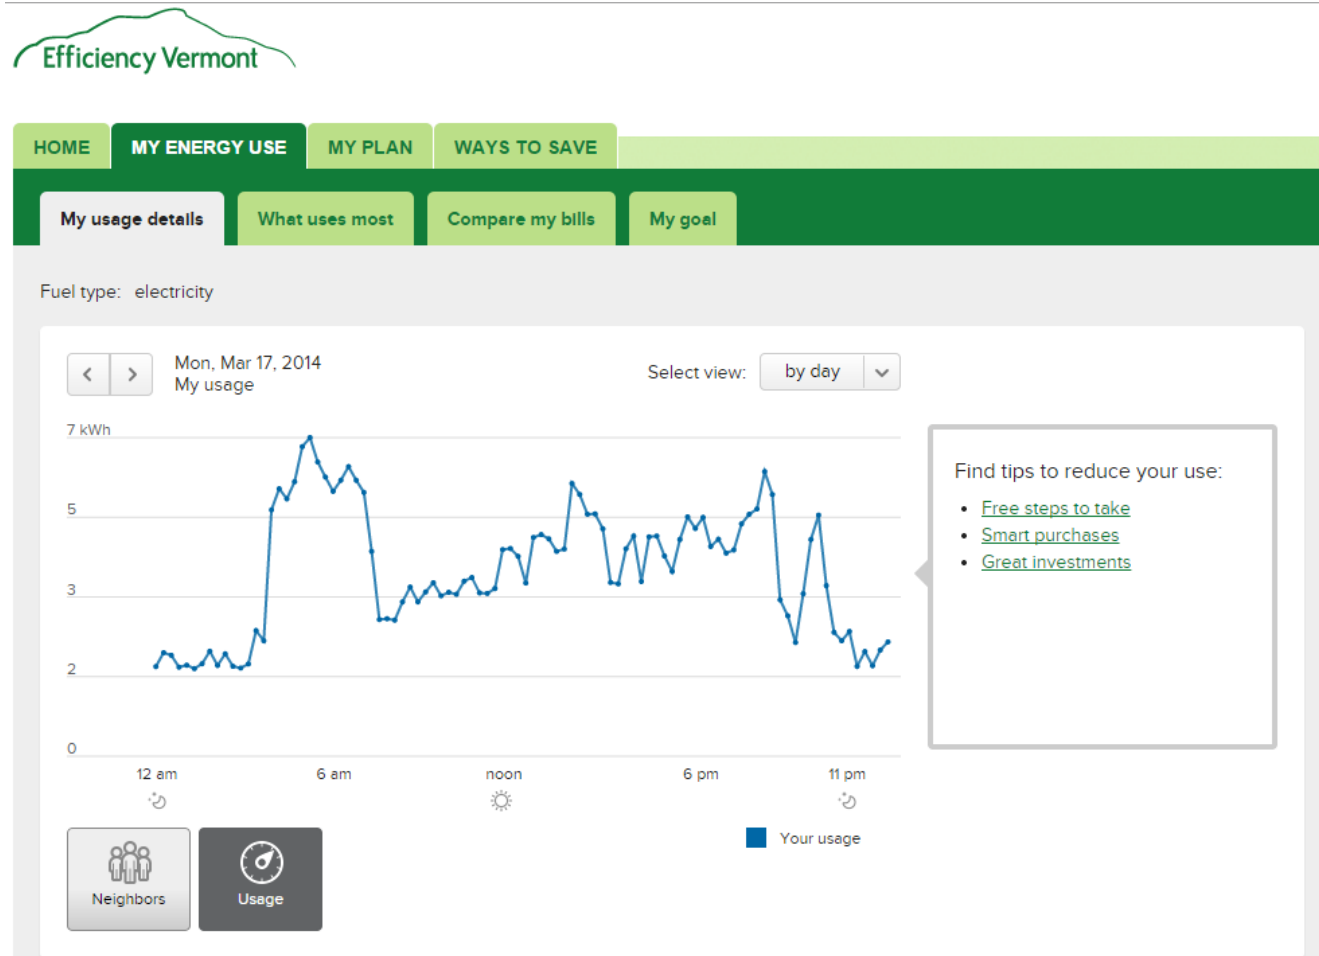 Efficiency Vermont
HOME MY ENERGY USE MY PLAN WAYS TO SAVE
My usage details What uses most Compare my bills My goal
Fuel type: electricity
Mon, Mar 17, 2014
My usage
Select view: by day
7 kWh
5
3
2
0
12 am 6 am noon 6 pm 11 pm
Your usage
Neighbors Usage
Find tips to reduce your use:
Free steps to take
Smart purchases
Great investments